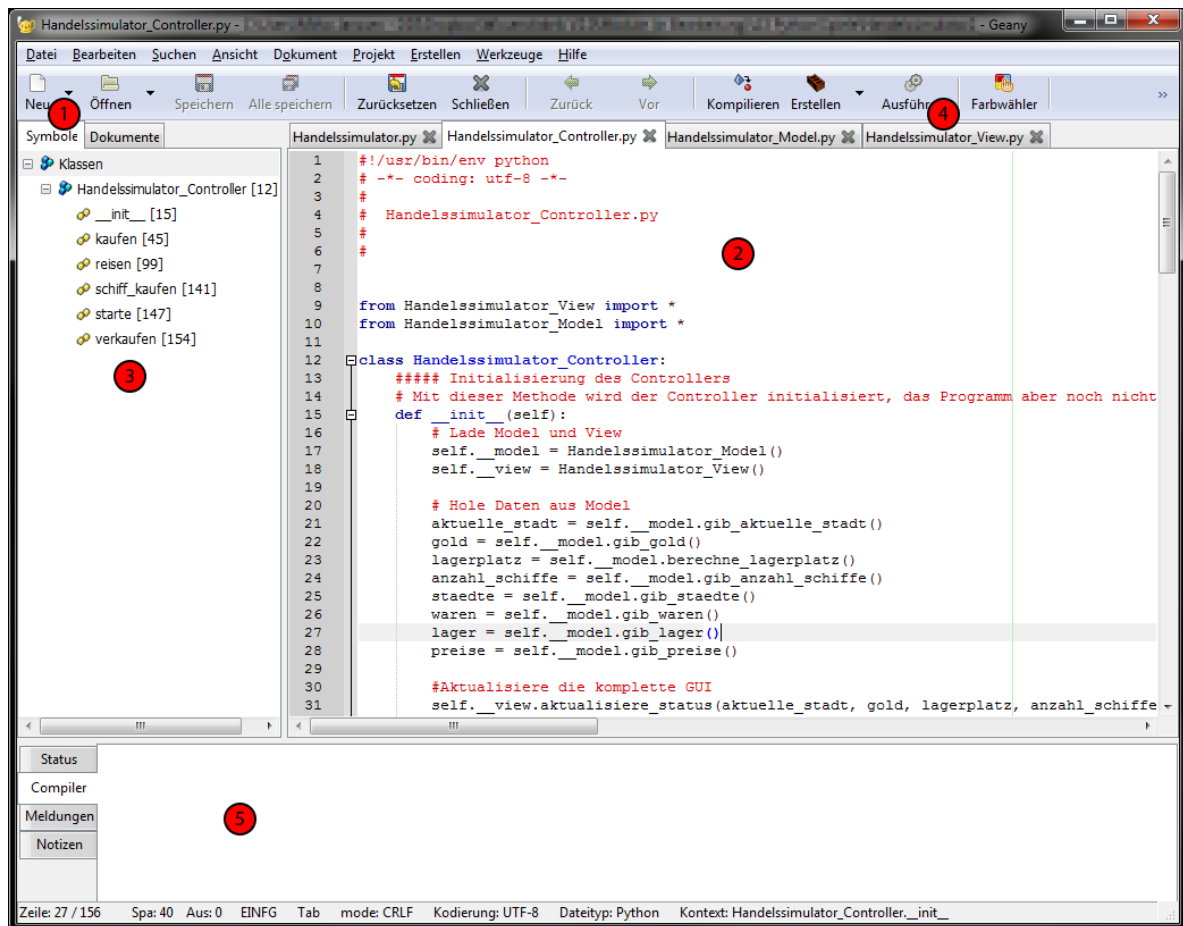 Handelssimulator_Controller.py - - Geany
Datei Bearbeiten Suchen Ansicht Dokument Projekt Erstellen Werkzeuge Hilfe
Neu Öffnen Speichern Alle speichern Zurücksetzen Schließen Zurück Vor Kompilieren Erstellen Ausführ Farbwähler »
1
4
Symbole Dokumente
Handelssimulator.py Handelssimulator_Controller.py Handelssimulator_Model.py Handelssimulator_View.py
Klassen
Handelssimulator_Controller [12]
__init__ [15]
kaufen [45]
reisen [99]
schiff_kaufen [141]
starte [147]
verkaufen [154]
3
1 #!/usr/bin/env python
2 # -*- coding: utf-8 -*-
3 #
4 #  Handelssimulator_Controller.py
5 #
6 #
2
7
8
9 from Handelssimulator_View import *
10 from Handelssimulator_Model import *
11
12 class Handelssimulator_Controller:
13     ##### Initialisierung des Controllers
14     # Mit dieser Methode wird der Controller initialisiert, das Programm aber noch nicht
15     def __init__(self):
16         # Lade Model und View
17         self.__model = Handelssimulator_Model()
18         self.__view = Handelssimulator_View()
19
20         # Hole Daten aus Model
21         aktuelle_stadt = self.__model.gib_aktuelle_stadt()
22         gold = self.__model.gib_gold()
23         lagerplatz = self.__model.berechne_lagerplatz()
24         anzahl_schiffe = self.__model.gib_anzahl_schiffe()
25         staedte = self.__model.gib_staedte()
26         waren = self.__model.gib_waren()
27         lager = self.__model.gib_lager()
28         preise = self.__model.gib_preise()
29
30         #Aktualisiere die komplette GUI
31         self.__view.aktualisiere_status(aktuelle_stadt, gold, lagerplatz, anzahl_schiffe
Status
Compiler
Meldungen
Notizen
5
Zeile: 27 / 156 Spa: 40 Aus: 0 EINFG Tab mode: CRLF Kodierung: UTF-8 Dateityp: Python Kontext: Handelssimulator_Controller.__init__